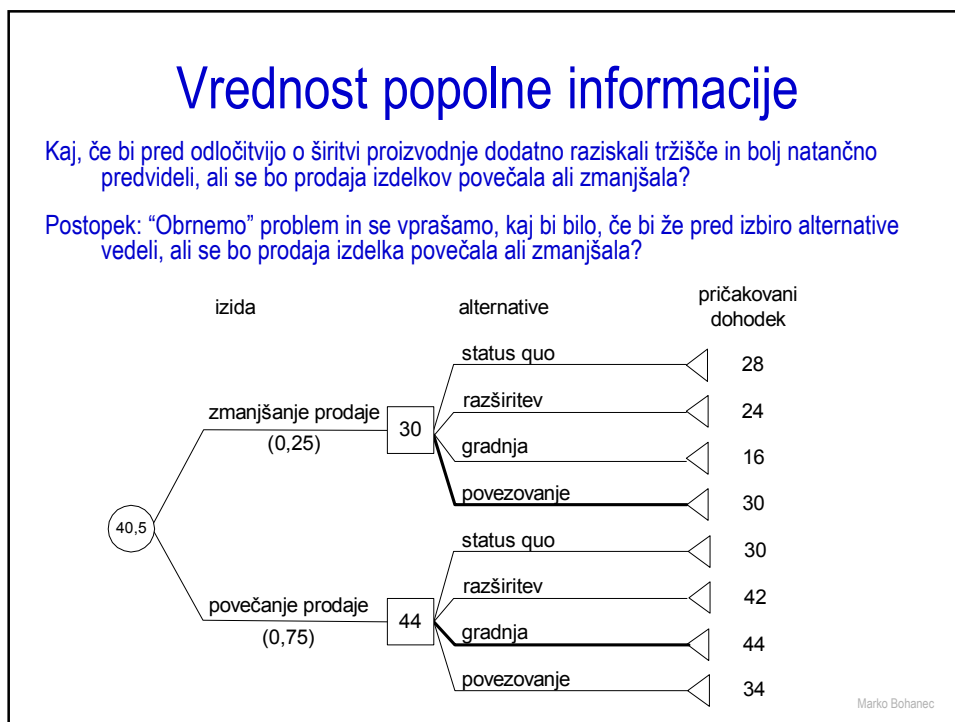 Vrednost popolne informacije
Kaj, če bi pred odločitvijo o širitvi proizvodnje dodatno raziskali tržišče in bolj natančno
predvideli, ali se bo prodaja izdelkov povečala ali zmanjšala?
Postopek: “Obrnemo” problem in se vprašamo, kaj bi bilo, če bi že pred izbiro alternative
vedeli, ali se bo prodaja izdelka povečala ali zmanjšala?
izida
alternative
pričakovani
dohodek
40,5
zmanjšanje prodaje
(0,25)
30
status quo
28
razširitev
24
gradnja
16
povezovanje
30
povečanje prodaje
(0,75)
44
status quo
30
razširitev
42
gradnja
44
povezovanje
34
Marko Bohanec